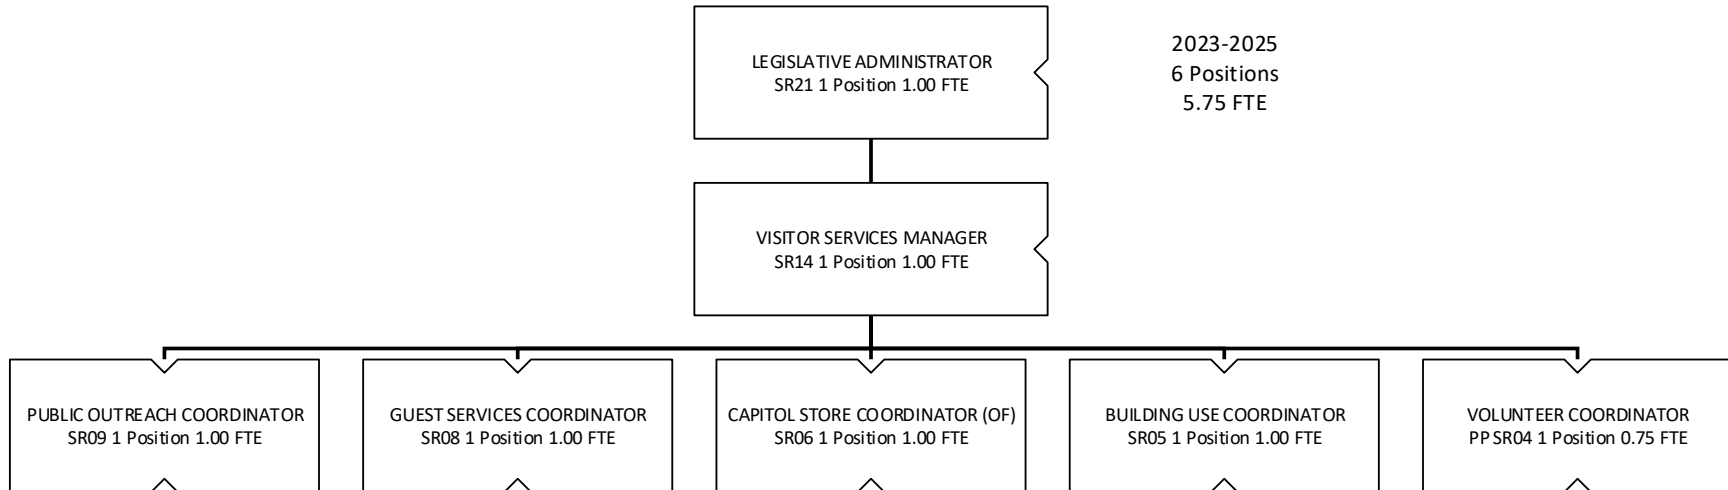 LEGISLATIVE ADMINISTRATOR
SR21 1 Position 1.00 FTE
2023-2025
6 Positions
5.75 FTE
VISITOR SERVICES MANAGER
SR14 1 Position 1.00 FTE
PUBLIC OUTREACH COORDINATOR
SR09 1 Position 1.00 FTE
GUEST SERVICES COORDINATOR
SR08 1 Position 1.00 FTE
CAPITOL STORE COORDINATOR (OF)
SR06 1 Position 1.00 FTE
BUILDING USE COORDINATOR
SR05 1 Position 1.00 FTE
VOLUNTEER COORDINATOR
PP SR04 1 Position 0.75 FTE